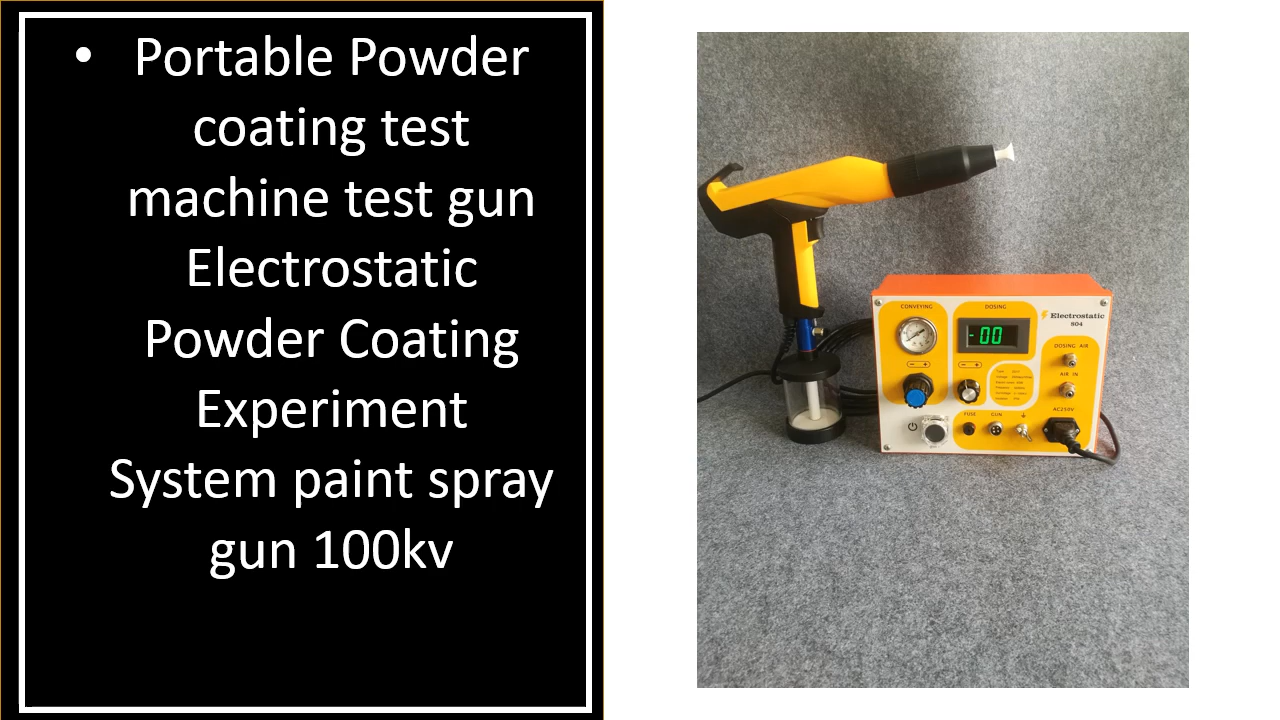 • Portable Powder
coating test
machine test gun
Electrostatic
Powder Coating
Experiment
System paint spray
gun 100kv
CONVEYING
DOSING
Electrostatic
804
-00
DOSING AIR
AIR IN
- +
- +
FUSE
GUN
AC250V